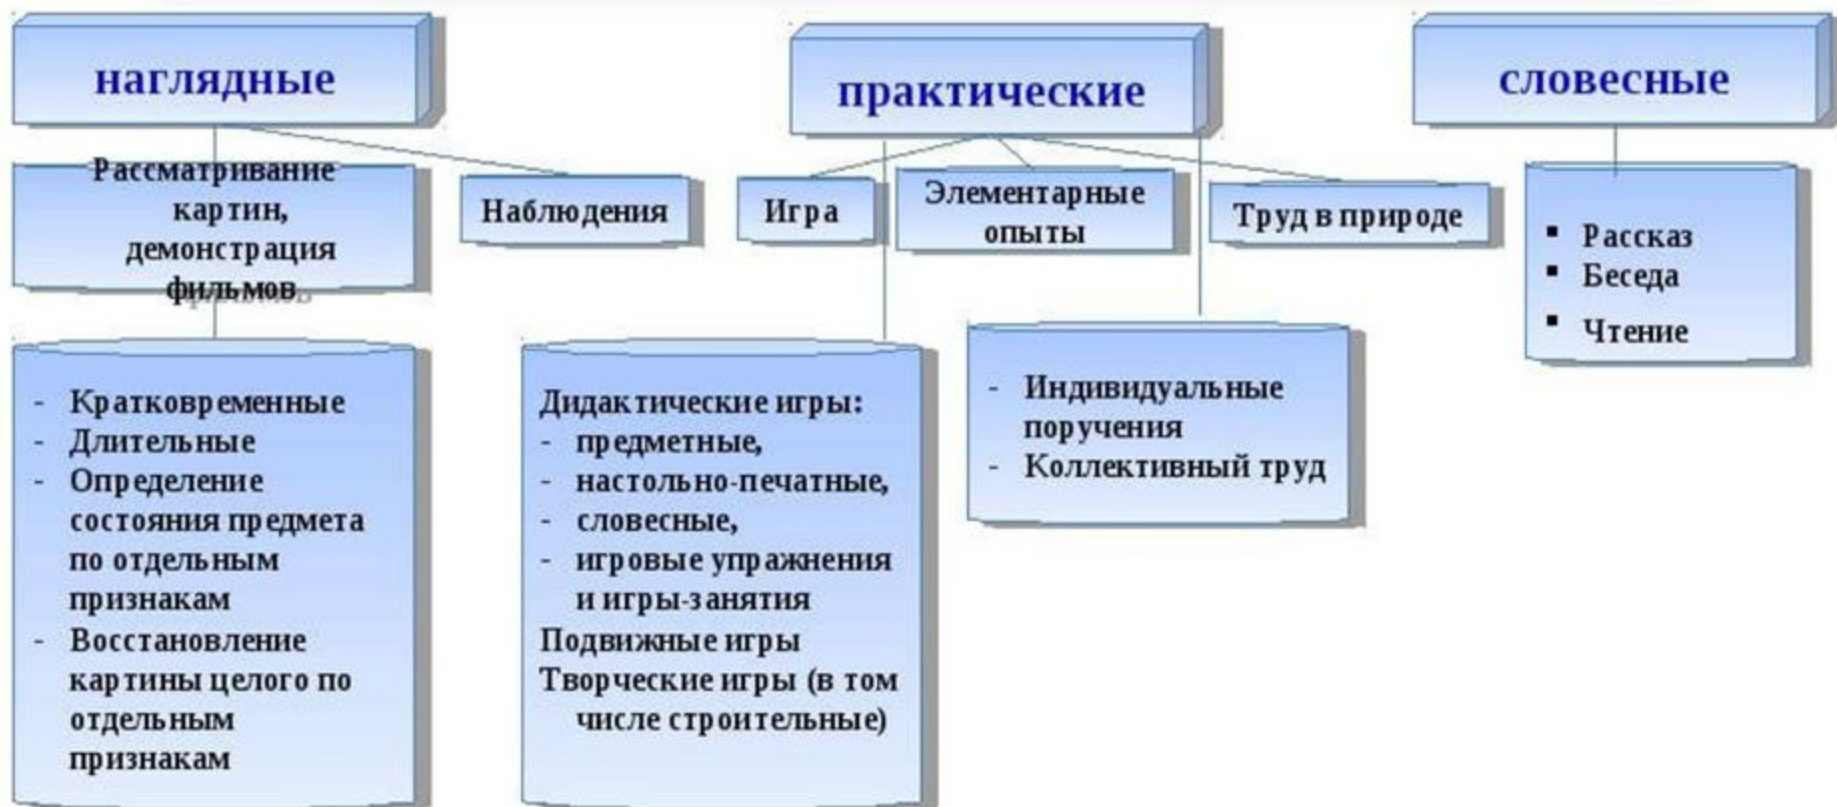 наглядные
практические
словесные
Рассматривание
картин,
демонстрация
фильмов
Наблюдения
Игра
Элементарные
опыты
Труд в природе
▪ Рассказ
▪ Беседа
▪ Чтение
- Кратковременные
- Длительные
- Определение
состояния предмета
по отдельным
признакам
- Восстановление
картины целого по
отдельным
признакам
Дидактические игры:
- предметные,
- настольно-печатные,
- словесные,
- игровые упражнения
и игры-занятия
Подвижные игры
Творческие игры (в том
числе строительные)
- Индивидуальные
поручения
- Коллективный труд